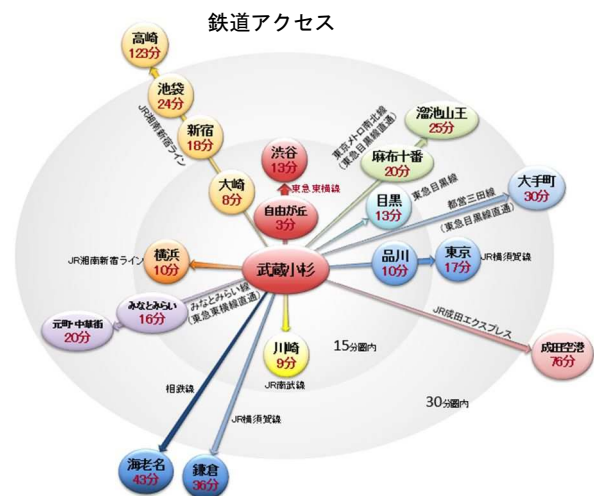 鉄道アクセス
高崎
123分
池袋
24分
新宿
18分
大崎
8分
JR湘南新宿ライン
渋谷
13分
東急東横線
自由が丘
3分
東京メトロ南北線
(東急目黒線直通)
溜池山王
25分
麻布十番
20分
目黒
13分
東急目黒線
大手町
30分
都営三田線
(東急目黒線直通)
品川
10分
東京
17分
JR横須賀線
武蔵小杉
横浜
10分
JR湘南新宿ライン
みなとみらい
16分
みなとみらい線
(東急東横線直通)
元町・中華街
20分
川崎
9分
JR南武線
15分圏内
JR成田エクスプレス
成田空港
76分
30分圏内
相鉄線
JR横須賀線
海老名
43分
鎌倉
36分